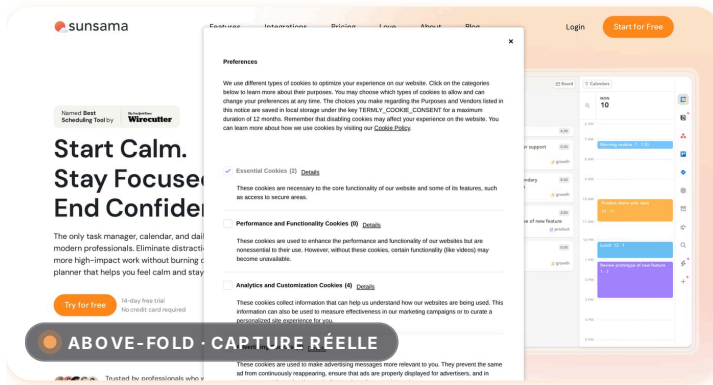 sunsama
Features Integrations Pricing Love About Blog
Login
Start for Free
×
Preferences
We use different types of cookies to optimize your experience on our website. Click on the categories
below to learn more about their purposes. You may choose which types of cookies to allow and can
change your preferences at any time. The choices you make regarding the Purposes and Vendors listed in
this notice are saved in local storage under the key TERMLY_COOKIE_CONSENT for a maximum
duration of 12 months. Remember that disabling cookies may affect your experience on the website. You
can learn more about how we use cookies by visiting our Cookie Policy.
Essential Cookies (2) Details
These cookies are necessary to the core functionality of our website and some of its features, such
as access to secure areas.
Performance and Functionality Cookies (0) Details
These cookies are used to enhance the performance and functionality of our websites but are
nonessential to their use. However, without these cookies, certain functionality (like videos) may
become unavailable.
Analytics and Customization Cookies (4) Details
These cookies collect information that can help us understand how our websites are being used. This
information can also be used to measure effectiveness in our marketing campaigns or to curate a
personalized site experience for you.
These cookies are used to make advertising messages more relevant to you. They prevent the same
ad from continuously reappearing, ensure that ads are properly displayed for advertisers, and in
Named Best
Scheduling Tool by
Wirecutter
Start Calm.
Stay Focuse
End Confide
The only task manager, calendar, and dai
modern professionals. Eliminate distracti
more high-impact work without burning o
planner that helps you feel calm and stay
Try for free
14-day free trial
No credit card required
ABOVE-FOLD · CAPTURE RÉELLE
Trusted by professionals who w
Board
Calendars
MON
10
Morning routine
Product demo with sara
Lunch
Review prototype of new feature
r support
growth
ndary
growth
pe of new feature
product
growth